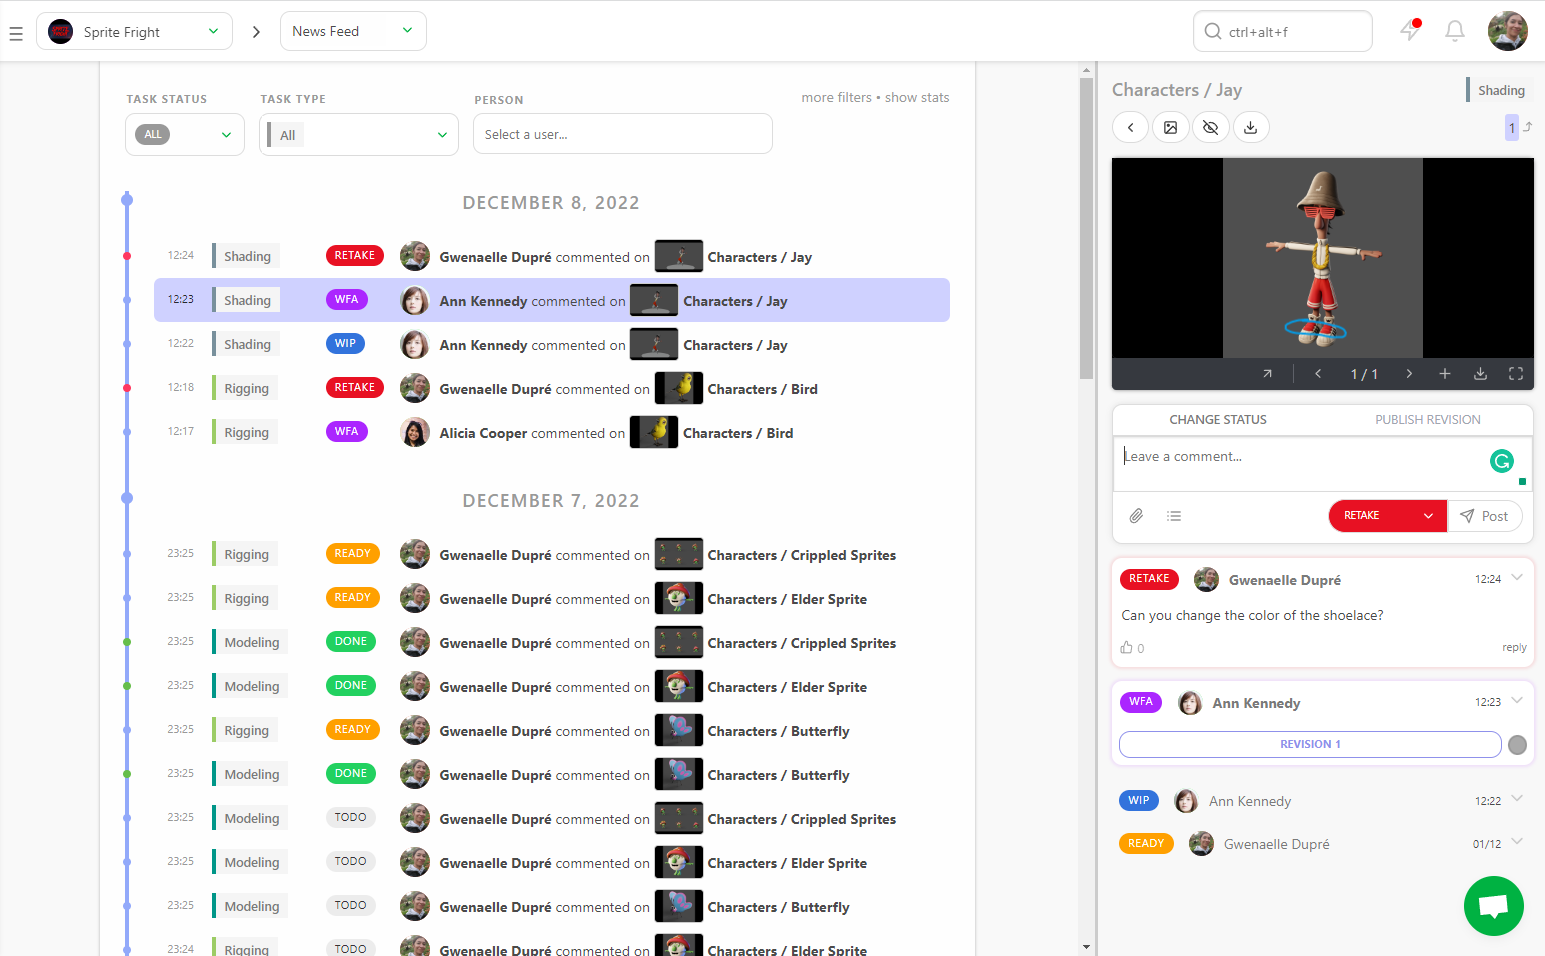 Sprite Fright
News Feed
ctrl+alt+f
TASK STATUS
TASK TYPE
PERSON
more filters • show stats
ALL
All
Select a user...
DECEMBER 8, 2022
12:24 Shading RETAKE Gwenaelle Dupré commented on Characters / Jay
12:23 Shading WFA Ann Kennedy commented on Characters / Jay
12:22 Shading WIP Ann Kennedy commented on Characters / Jay
12:18 Rigging RETAKE Gwenaelle Dupré commented on Characters / Bird
12:17 Rigging WFA Alicia Cooper commented on Characters / Bird
DECEMBER 7, 2022
23:25 Rigging READY Gwenaelle Dupré commented on Characters / Crippled Sprites
23:25 Rigging READY Gwenaelle Dupré commented on Characters / Elder Sprite
23:25 Modeling DONE Gwenaelle Dupré commented on Characters / Crippled Sprites
23:25 Modeling DONE Gwenaelle Dupré commented on Characters / Elder Sprite
23:25 Rigging READY Gwenaelle Dupré commented on Characters / Butterfly
23:25 Modeling DONE Gwenaelle Dupré commented on Characters / Butterfly
23:25 Modeling TODO Gwenaelle Dupré commented on Characters / Crippled Sprites
23:25 Modeling TODO Gwenaelle Dupré commented on Characters / Elder Sprite
23:25 Modeling TODO Gwenaelle Dupré commented on Characters / Butterfly
23:24 Rigging TODO Gwenaelle Dupré commented on Characters / Elder Sprite
Characters / Jay
Shading
1
1 / 1
CHANGE STATUS
PUBLISH REVISION
Leave a comment...
RETAKE
Post
RETAKE Gwenaelle Dupré 12:24
Can you change the color of the shoelace?
0
reply
WFA Ann Kennedy 12:23
REVISION 1
WIP Ann Kennedy 12:22
READY Gwenaelle Dupré 01/12